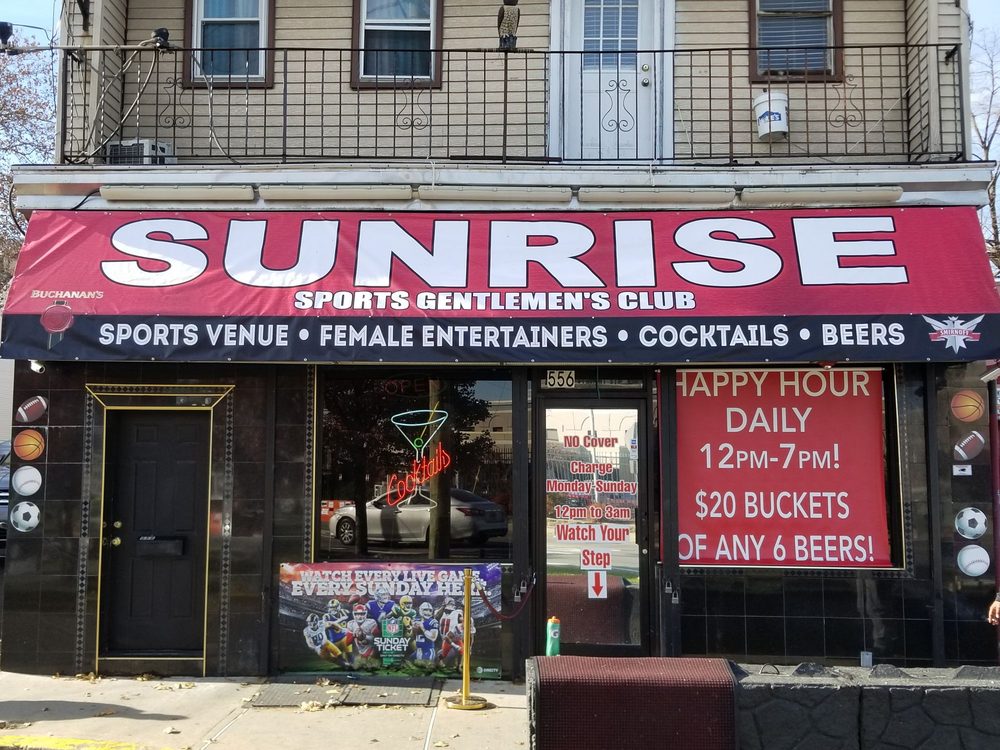 SUNRISE
SPORTS GENTLEMEN'S CLUB
BUCHANAN'S
SPORTS VENUE • FEMALE ENTERTAINERS • COCKTAILS • BEERS
SMIRNOFF
OPEN
556
Cocktails
NO Cover
Charge
Monday-Sunday
12pm to 3am
Watch Your
Step
HAPPY HOUR
DAILY
12PM-7PM!
$20 BUCKETS
OF ANY 6 BEERS!
WATCH EVERY LIVE GAME
EVERY SUNDAY HERE.
NFL
SUNDAY
TICKET
DIRECTV